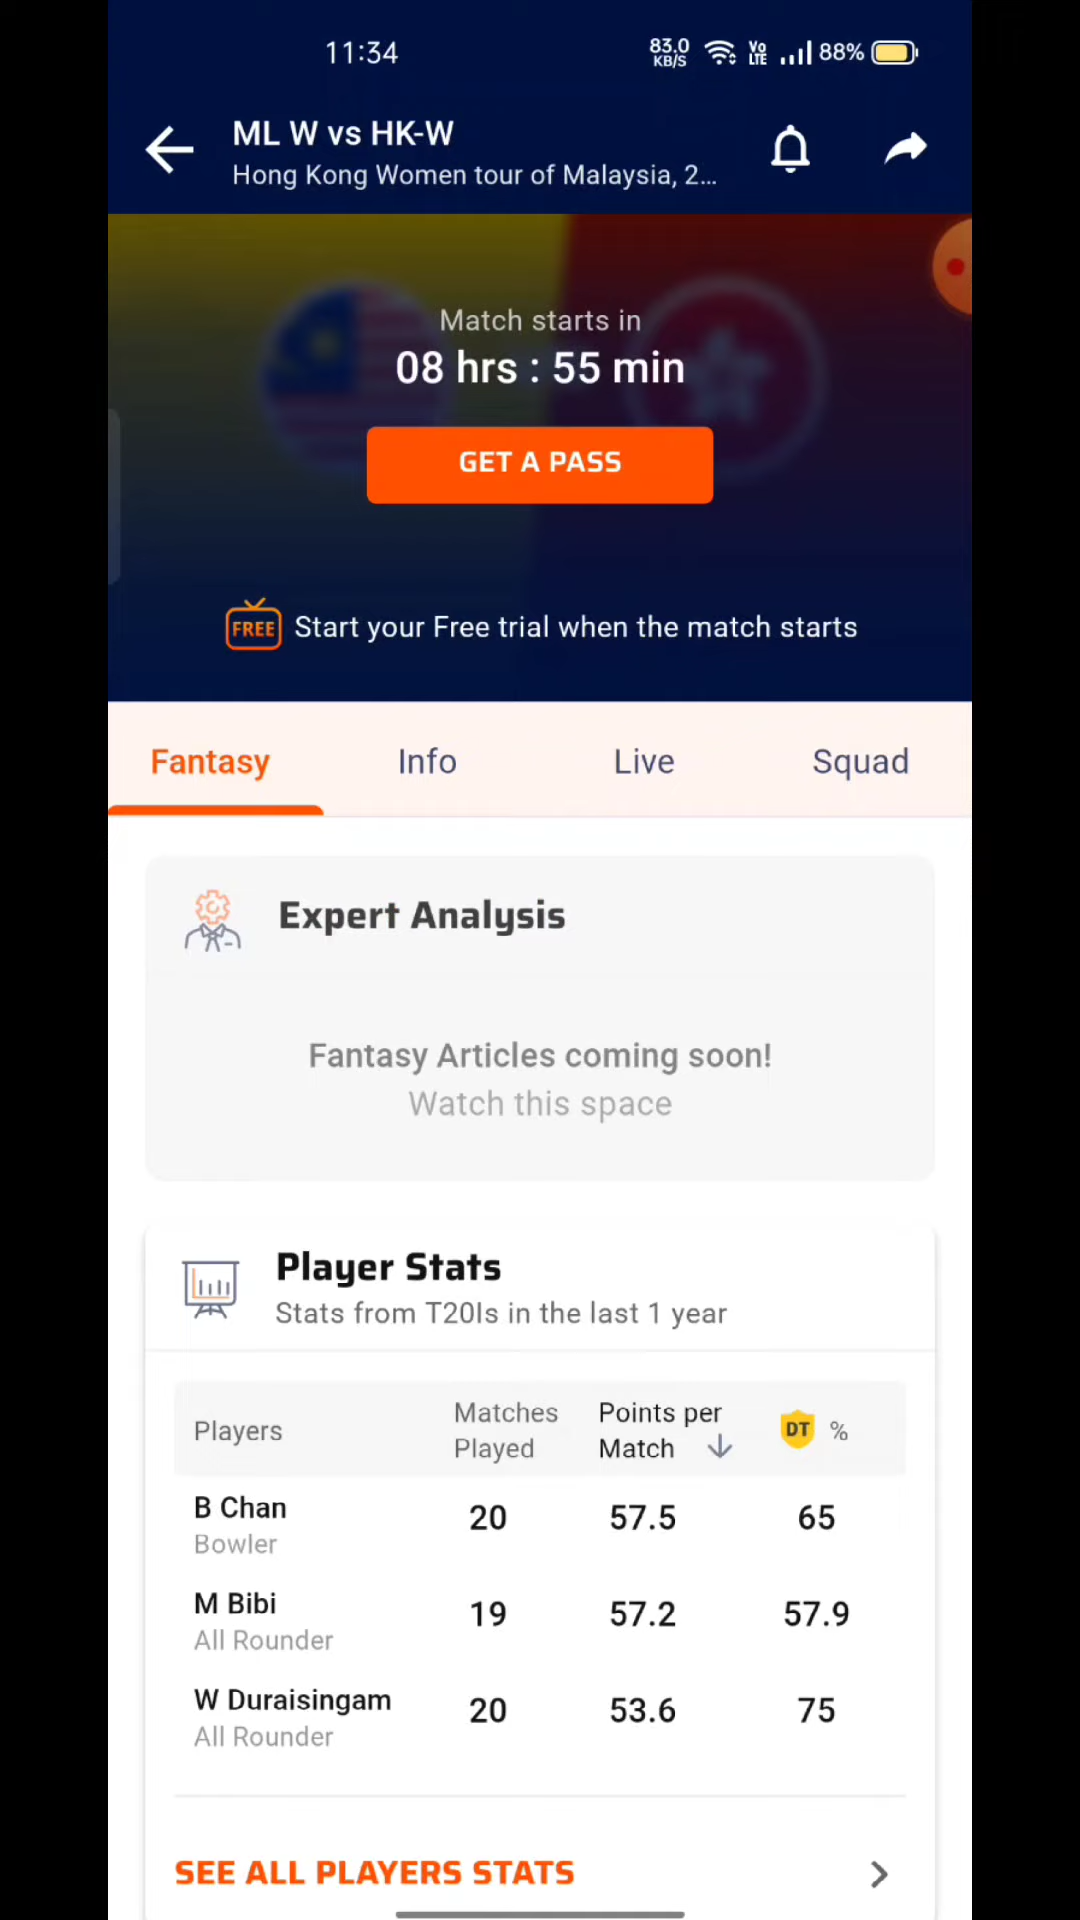 11:34
83.0 KB/S
Vo LTE
88%
ML W vs HK-W
Hong Kong Women tour of Malaysia, 2...
Match starts in
08 hrs : 55 min
GET A PASS
FREE Start your Free trial when the match starts
Fantasy Info Live Squad
Expert Analysis
Fantasy Articles coming soon!
Watch this space
Player Stats
Stats from T20Is in the last 1 year
Players
Matches Played
Points per Match
DT %
B Chan 20 57.5 65
Bowler
M Bibi 19 57.2 57.9
All Rounder
W Duraisingam 20 53.6 75
All Rounder
SEE ALL PLAYERS STATS